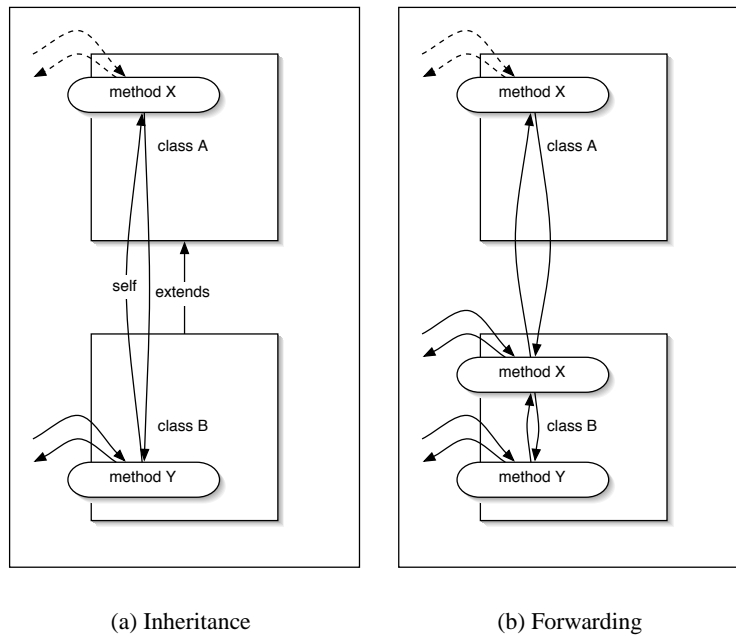 method X
class A
self
extends
class B
method Y
(a) Inheritance
method X
class A
method X
class B
method Y
(b) Forwarding